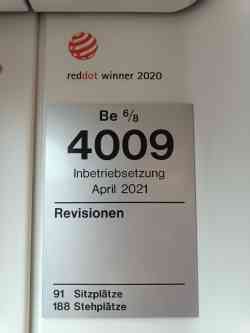 reddot winner 2020
Be 6/8
4009
Inbetriebsetzung
April 2021
Revisionen
91 Sitzplätze
188 Stehplätze